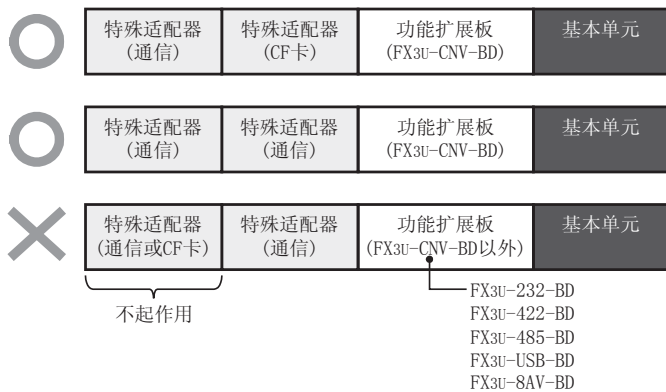 特殊适配器 特殊适配器 功能扩展板 基本单元
(通信) (CF卡) (FX3U-CNV-BD)
特殊适配器 特殊适配器 功能扩展板 基本单元
(通信) (通信) (FX3U-CNV-BD)
特殊适配器 特殊适配器 功能扩展板 基本单元
(通信或CF卡) (通信) (FX3U-CNV-BD以外)
不起作用
FX3U-232-BD
FX3U-422-BD
FX3U-485-BD
FX3U-USB-BD
FX3U-8AV-BD